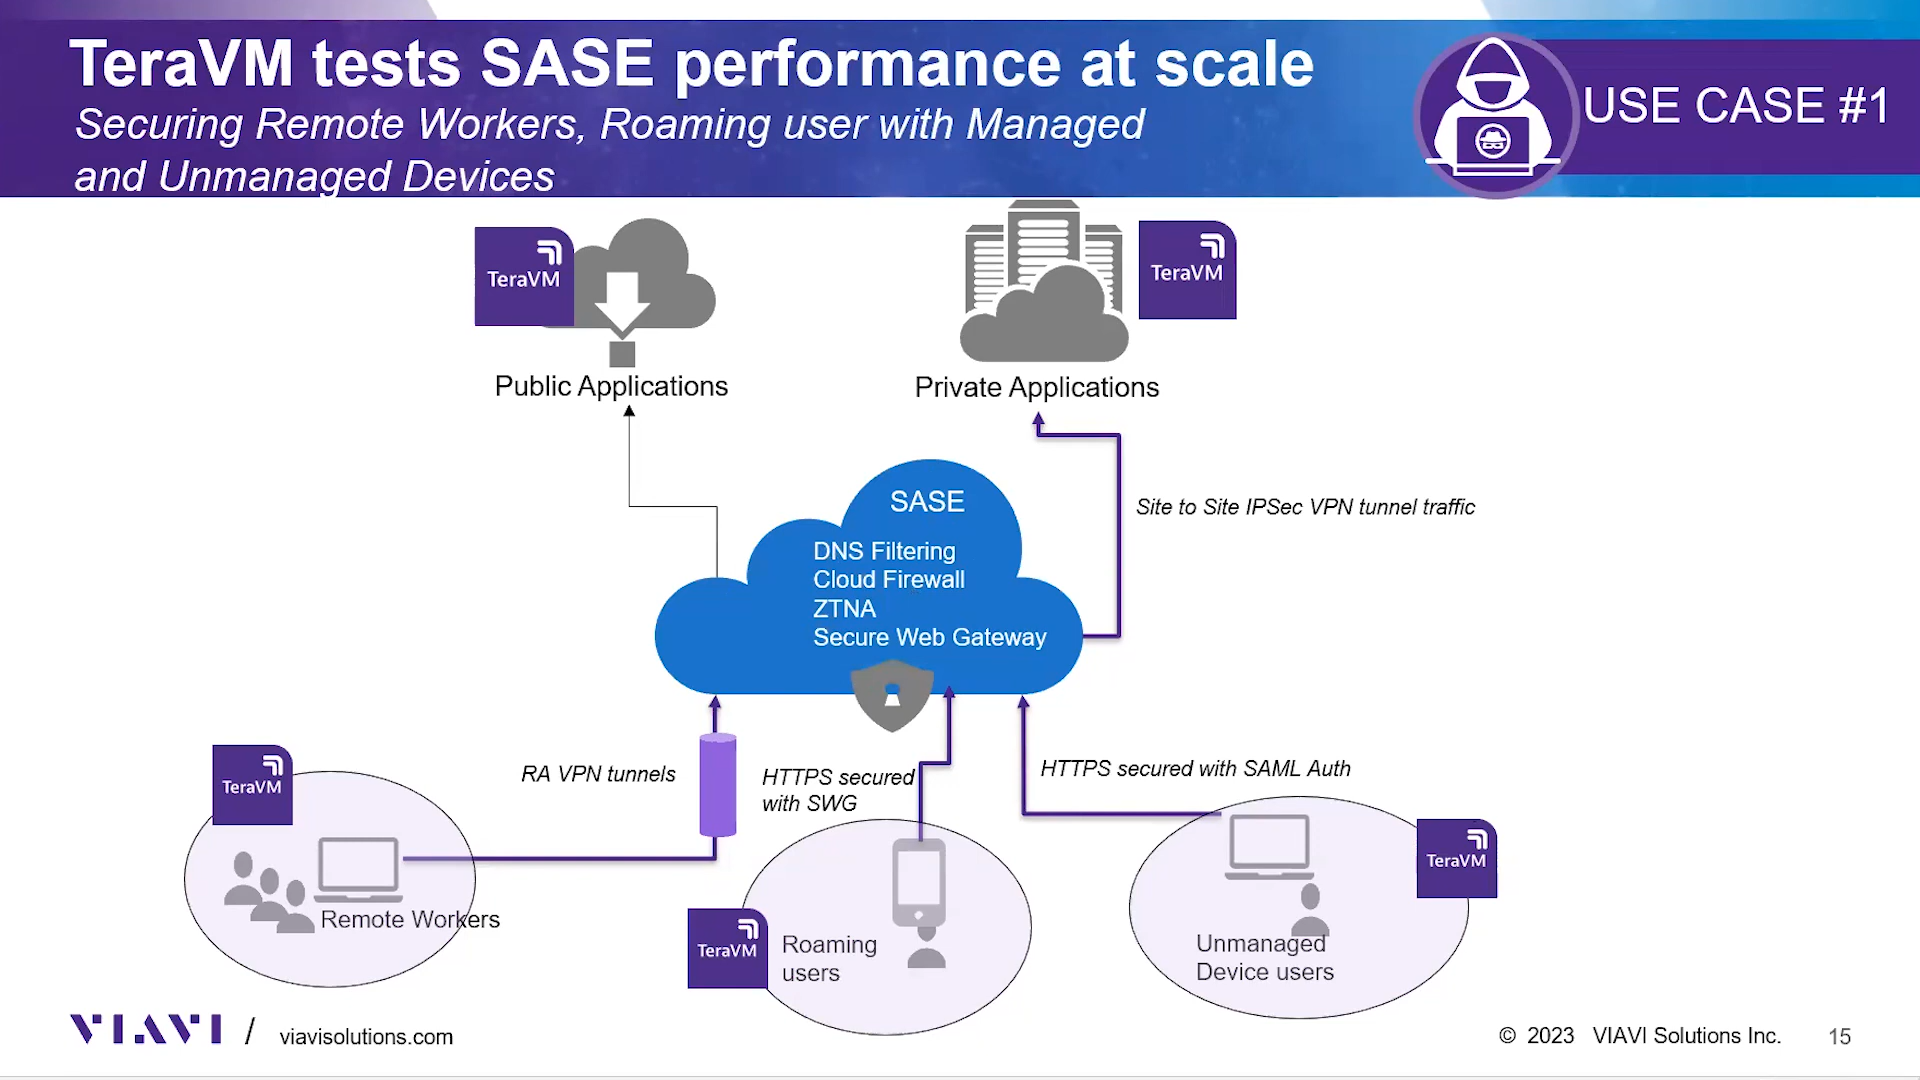 TeraVM tests SASE performance at scale
Securing Remote Workers, Roaming user with Managed
and Unmanaged Devices
USE CASE #1
TeraVM
TeraVM
Public Applications
Private Applications
SASE
DNS Filtering
Cloud Firewall
ZTNA
Secure Web Gateway
Site to Site IPSec VPN tunnel traffic
RA VPN tunnels
HTTPS secured
with SWG
HTTPS secured with SAML Auth
TeraVM
Remote Workers
TeraVM
Roaming
users
TeraVM
Unmanaged
Device users
VIAVI / viavisolutions.com
© 2023 VIAVI Solutions Inc. 15